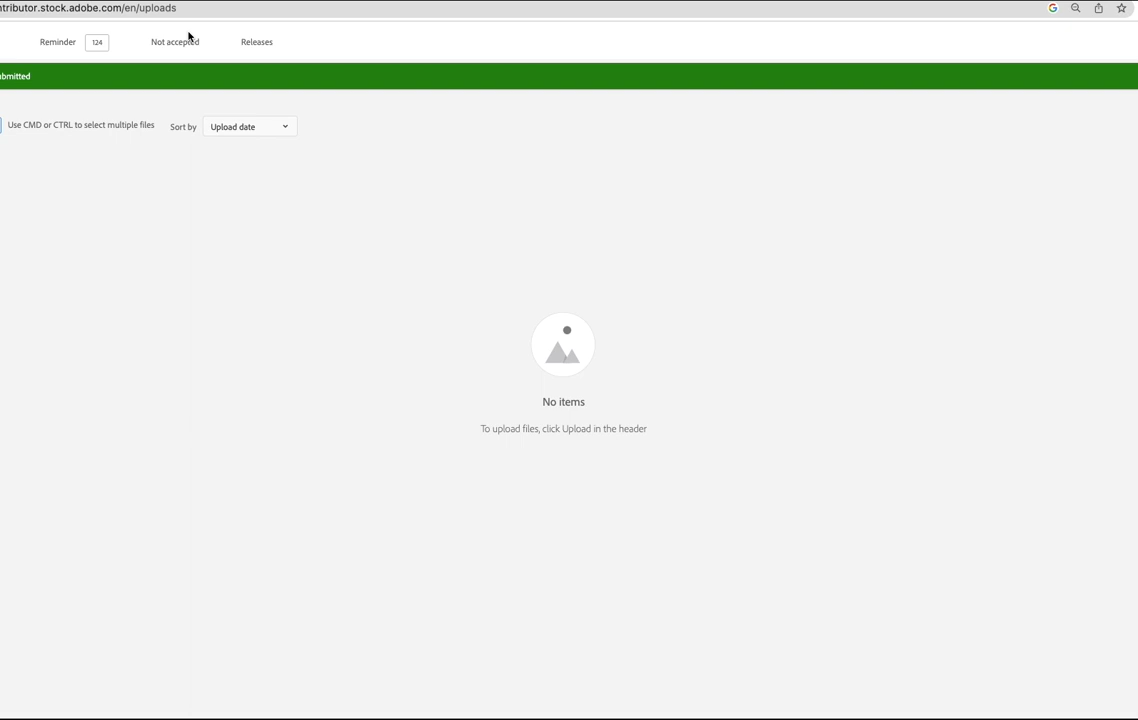 ntributor.stock.adobe.com/en/uploads
Reminder 124 Not accepted Releases
ubmitted
Use CMD or CTRL to select multiple files Sort by Upload date
No items
To upload files, click Upload in the header